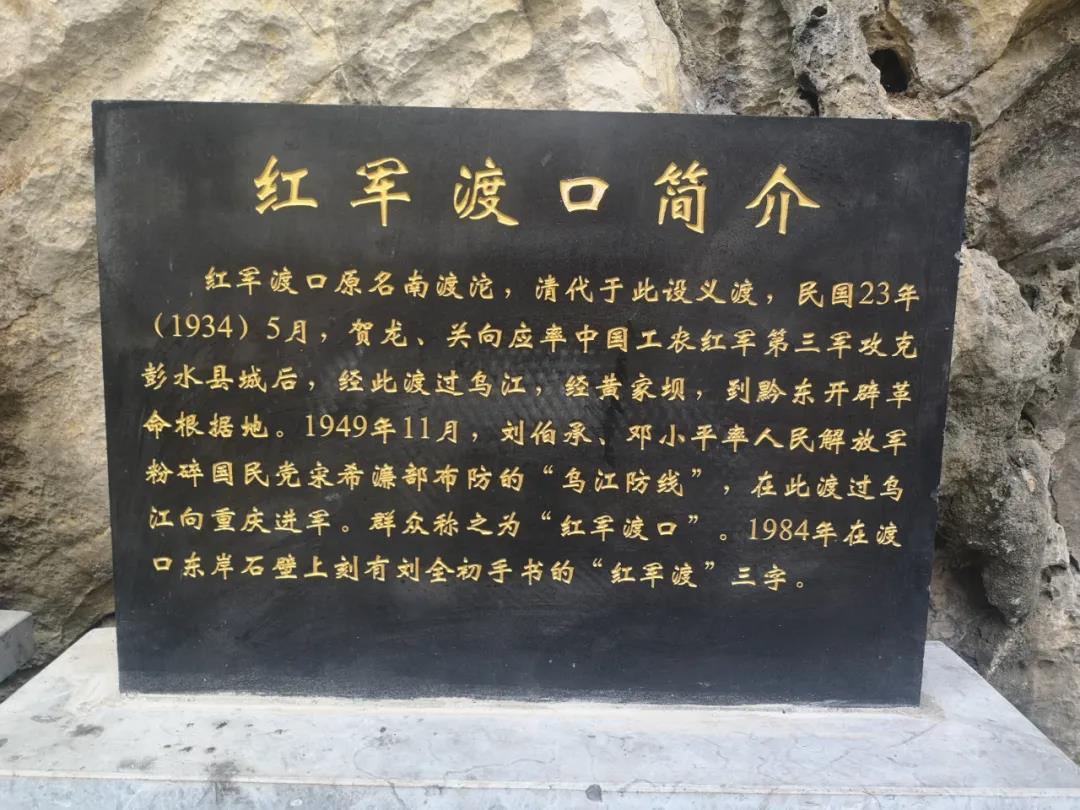 红军渡口简介
红军渡口原名南渡沱，清代于此设义渡，民国23年
（1934）5月，贺龙、关向应率中国工农红军第三军攻克
彭水县城后，经此渡过乌江，经黄家坝，到黔东开辟革
命根据地。1949年11月，刘伯承、邓小平率人民解放军
粉碎国民党宋希濂部布防的“乌江防线”，在此渡过乌
江向重庆进军。群众称之为“红军渡口”。1984年在渡
口东岸石壁上刻有刘全初手书的“红军渡”三字。